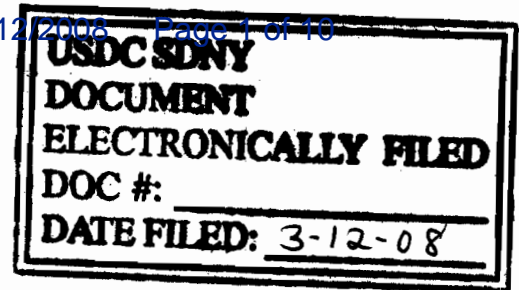 12/2008 Page 1 of 10
USDC SDNY
DOCUMENT
ELECTRONICALLY FILED
DOC #:
DATE FILED: 3-12-08